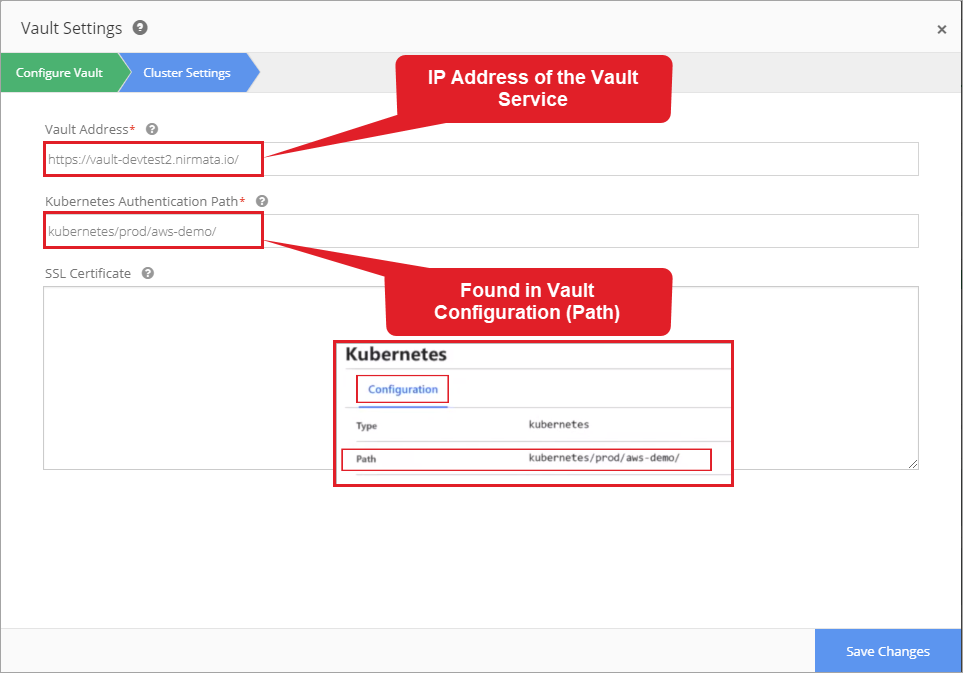 Vault Settings ?
×
Configure Vault
Cluster Settings
IP Address of the Vault
Service
Vault Address* ?
https://vault-devtest2.nirmata.io/
Kubernetes Authentication Path* ?
kubernetes/prod/aws-demo/
SSL Certificate ?
Found in Vault
Configuration (Path)
Kubernetes
Configuration
Type kubernetes
Path kubernetes/prod/aws-demo/
Save Changes